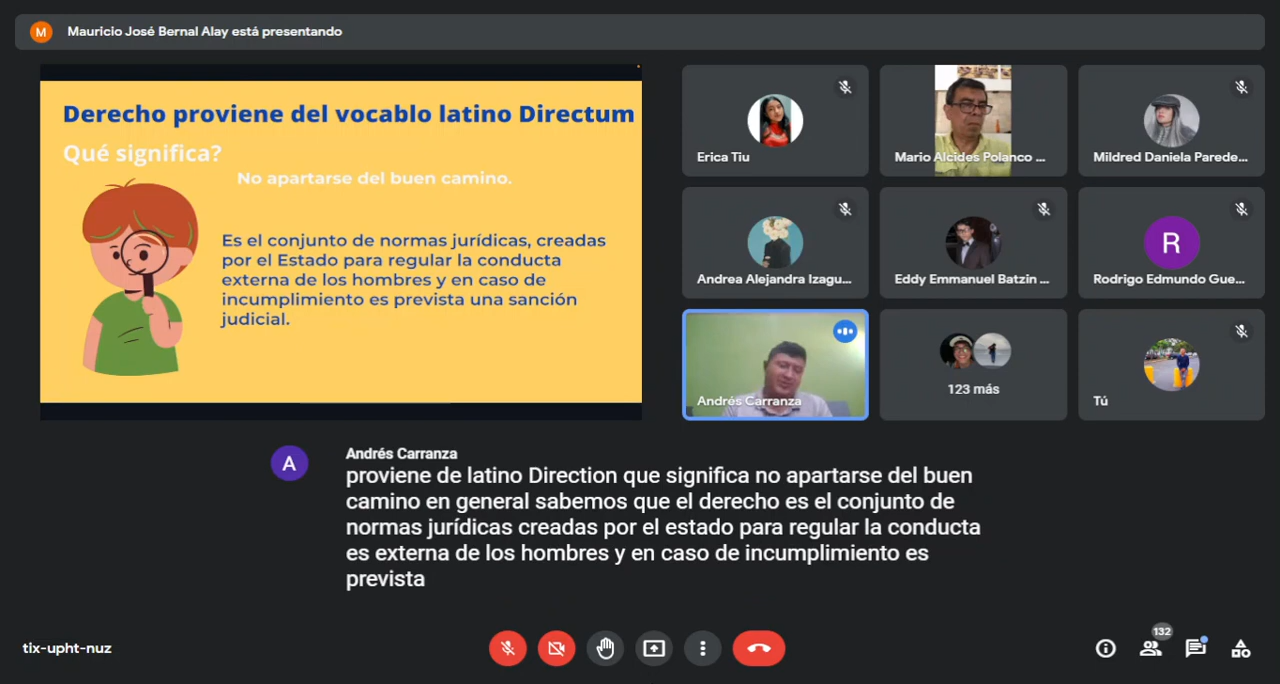 M
Mauricio José Bernal Alay está presentando
Derecho proviene del vocablo latino Directum
Qué significa?
No apartarse del buen camino.
Es el conjunto de normas jurídicas, creadas
por el Estado para regular la conducta
externa de los hombres y en caso de
incumplimiento es prevista una sanción
judicial.
Erica Tiu
Mario Alcides Polanco ...
Mildred Daniela Parede...
Andrea Alejandra Izagu...
Eddy Emmanuel Batzin ...
R
Rodrigo Edmundo Gue...
Andrés Carranza
123 más
Tú
A
Andrés Carranza
proviene de latino Direction que significa no apartarse del buen
camino en general sabemos que el derecho es el conjunto de
normas jurídicas creadas por el estado para regular la conducta
es externa de los hombres y en caso de incumplimiento es
prevista
tix-upht-nuz
132